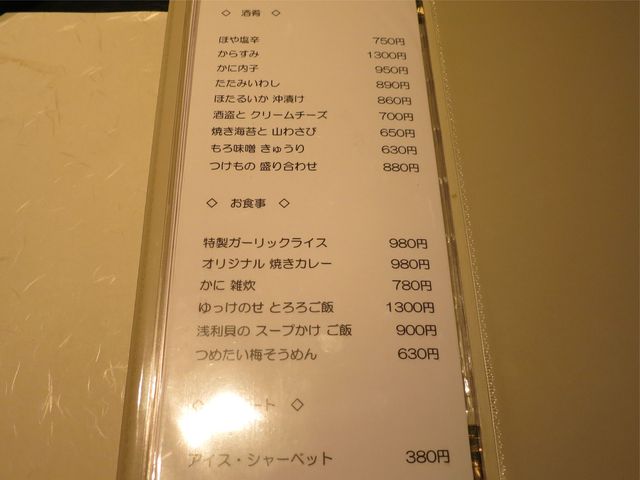 ◇ 酒肴 ◇
ほや塩辛 750円
からすみ 1300円
かに内子 950円
たたみいわし 890円
ほたるいか 沖漬け 860円
酒盗と クリームチーズ 700円
焼き海苔と 山わさび 650円
もろ味噌 きゅうり 630円
つけもの 盛り合わせ 880円
◇ お食事 ◇
特製ガーリックライス 980円
オリジナル 焼きカレー 980円
かに 雑炊 780円
ゆっけのせ とろろご飯 1300円
浅利貝の スープかけ ご飯 900円
つめたい梅そうめん 630円
◇ ート ◇
アイス・シャーベット 380円